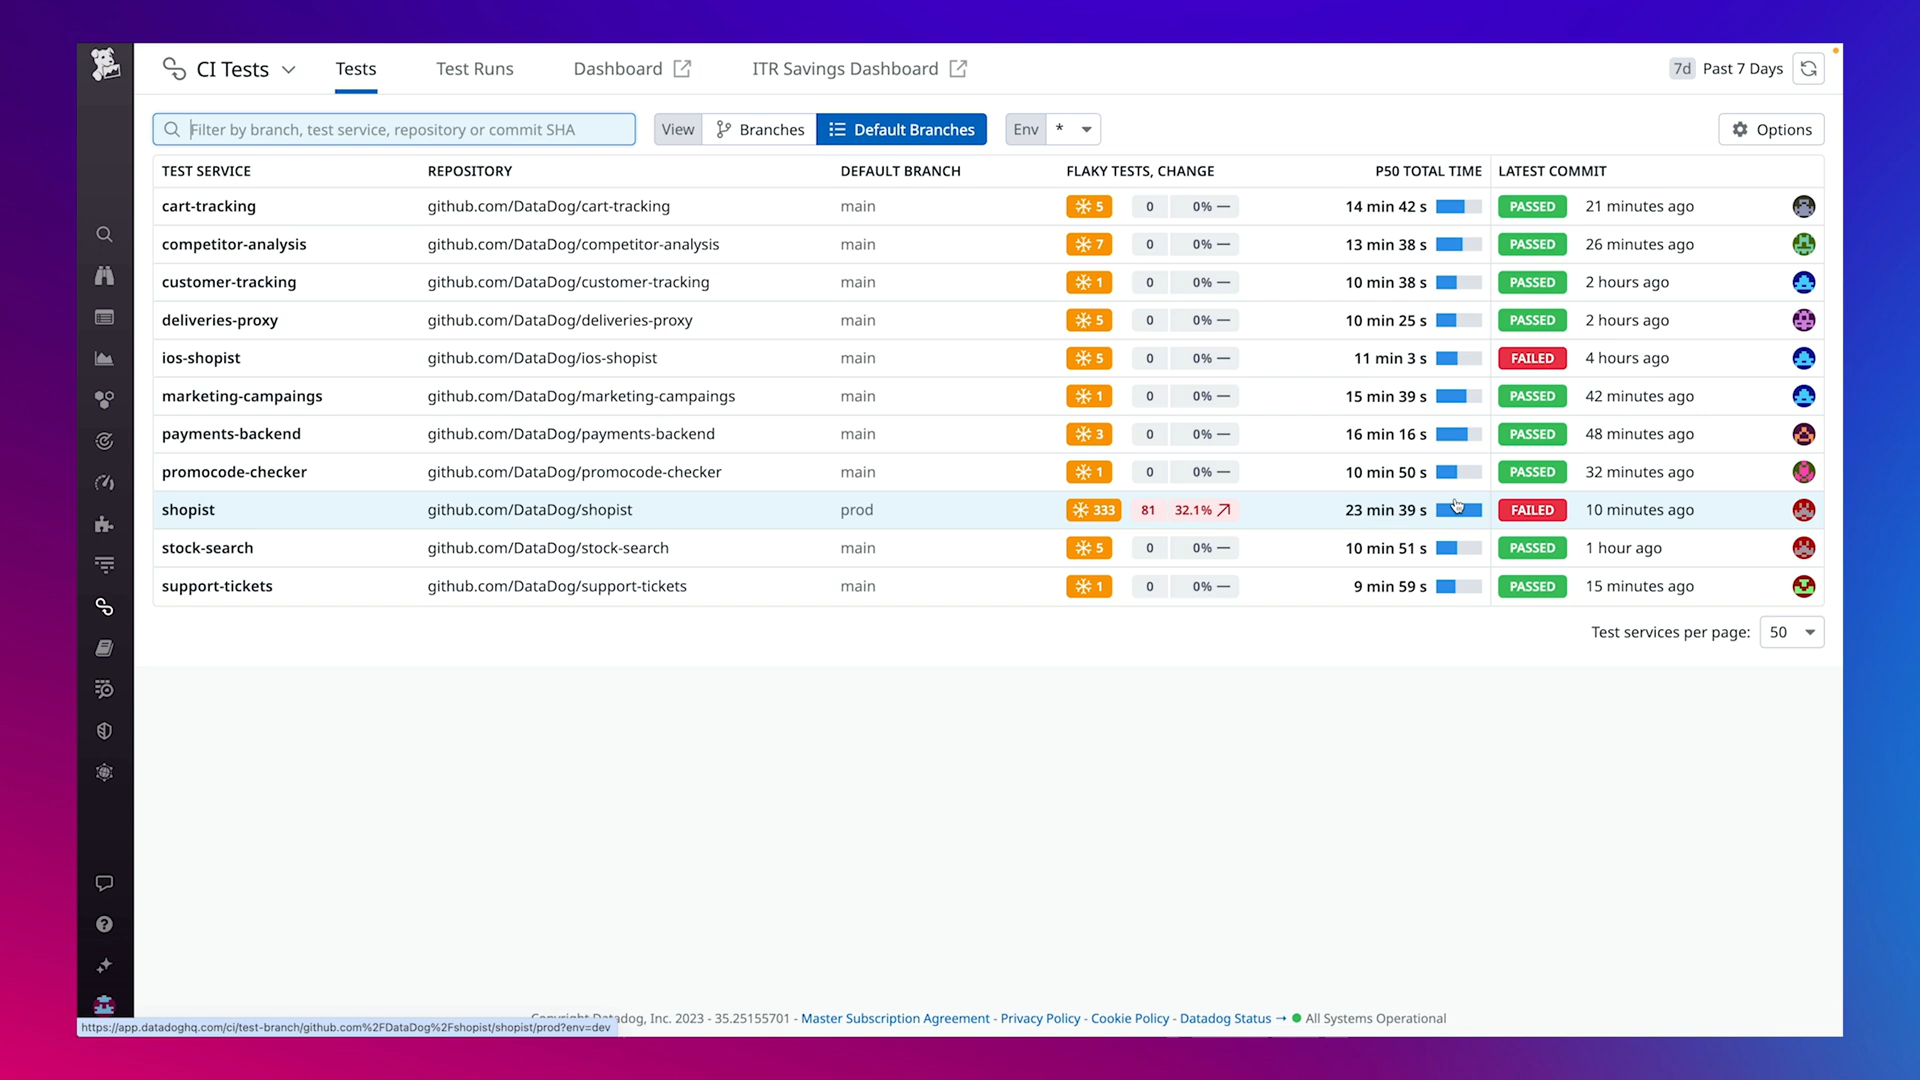 CI Tests Tests Test Runs Dashboard ITR Savings Dashboard 7d Past 7 Days
Filter by branch, test service, repository or commit SHA View Branches Default Branches Env * Options
TEST SERVICE REPOSITORY DEFAULT BRANCH FLAKY TESTS, CHANGE P50 TOTAL TIME LATEST COMMIT
cart-tracking github.com/DataDog/cart-tracking main 5 0 0% — 14 min 42 s PASSED 21 minutes ago
competitor-analysis github.com/DataDog/competitor-analysis main 7 0 0% — 13 min 38 s PASSED 26 minutes ago
customer-tracking github.com/DataDog/customer-tracking main 1 0 0% — 10 min 38 s PASSED 2 hours ago
deliveries-proxy github.com/DataDog/deliveries-proxy main 5 0 0% — 10 min 25 s PASSED 2 hours ago
ios-shopist github.com/DataDog/ios-shopist main 5 0 0% — 11 min 3 s FAILED 4 hours ago
marketing-campaings github.com/DataDog/marketing-campaings main 1 0 0% — 15 min 39 s PASSED 42 minutes ago
payments-backend github.com/DataDog/payments-backend main 3 0 0% — 16 min 16 s PASSED 48 minutes ago
promocode-checker github.com/DataDog/promocode-checker main 1 0 0% — 10 min 50 s PASSED 32 minutes ago
shopist github.com/DataDog/shopist prod 333 81 32.1% ↗ 23 min 39 s FAILED 10 minutes ago
stock-search github.com/DataDog/stock-search main 5 0 0% — 10 min 51 s PASSED 1 hour ago
support-tickets github.com/DataDog/support-tickets main 1 0 0% — 9 min 59 s PASSED 15 minutes ago
Test services per page: 50
Copyright Datadog, Inc. 2023 - 35.25155701 - Master Subscription Agreement - Privacy Policy - Cookie Policy - Datadog Status → All Systems Operational
https://app.datadoghq.com/ci/test-branch/github.com%2FDataDog%2Fshopist/shopist/prod?env=dev